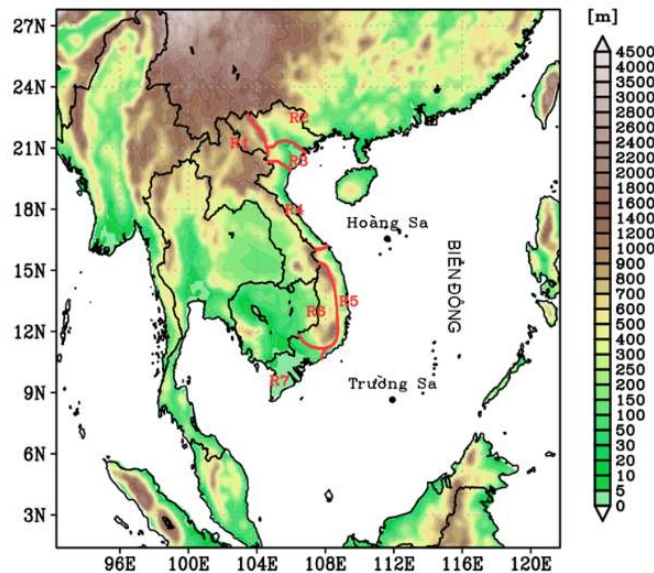 [m]
27N
24N
21N
18N
15N
12N
9N
6N
3N
96E
100E
104E
108E
112E
116E
120E
R1
R2
R3
R4
R5
R6
R7
Hoàng Sa
Trường Sa
BIỂN ĐÔNG
4500
4000
3500
3000
2800
2600
2400
2200
2000
1800
1600
1400
1200
1000
900
800
700
600
500
400
300
250
200
150
100
50
30
10
5
0